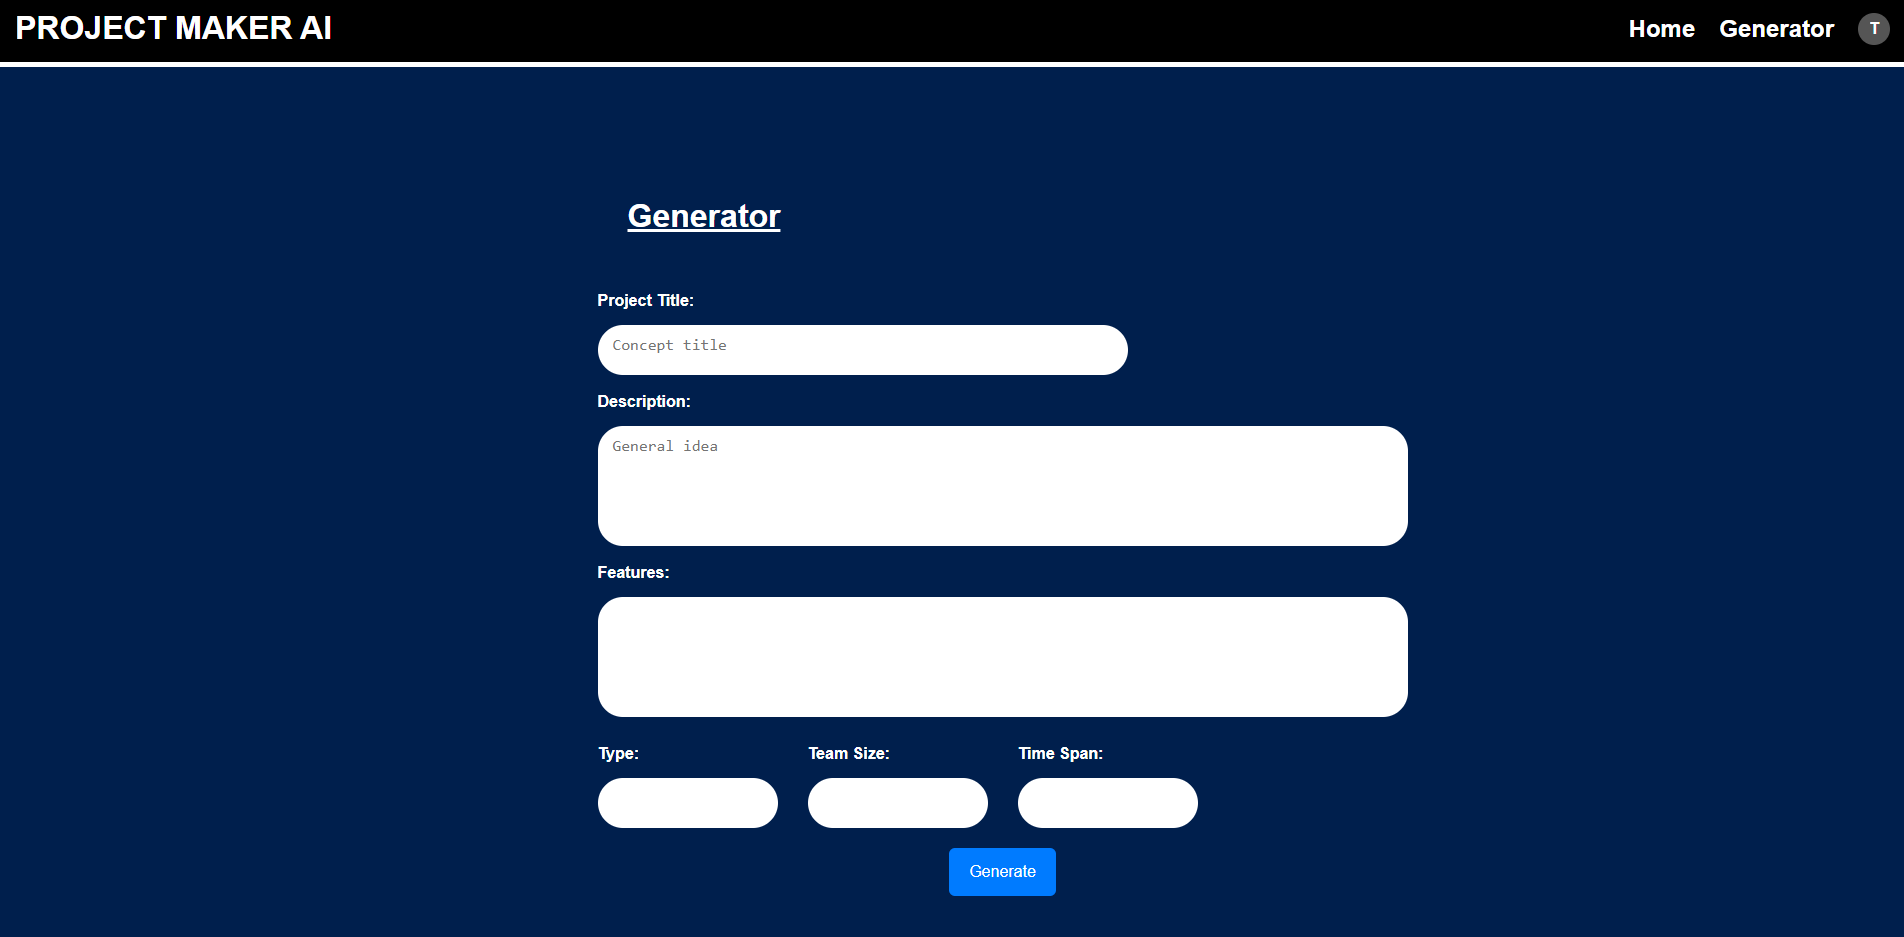 PROJECT MAKER AI
Home Generator T
Generator
Project Title:
Concept title
Description:
General idea
Features:
Type: Team Size: Time Span:
Generate